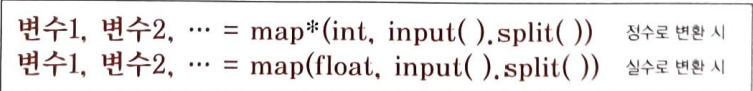 변수1, 변수2, … = map*(int, input( ).split( )) 정수로 변환 시
변수1, 변수2, … = map(float, input( ).split( )) 실수로 변환 시